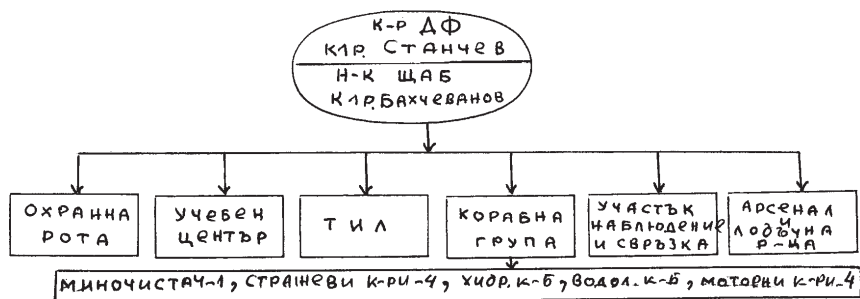 К-Р ДФ
К1Р. СТАНЧЕВ
Н-К ЩАБ
К1Р. БАХЧЕВАНОВ
ОХРАННА
РОТА
УЧЕБЕН
ЦЕНТЪР
ТИЛ
КОРАБНА
ГРУПА
УЧАСТЪК
НАБЛЮДЕНИЕ
И СВРЪЗКА
АРСЕНАЛ
И
ЛОДЪЧНА
Р-ЦА
МИНОЧИСТАЧ-1, СТРАЖЕВИ К-РИ-4, ХИДР. К-Б, ВОДОЛ. К-Б, МОТОРНИ К-РИ-4